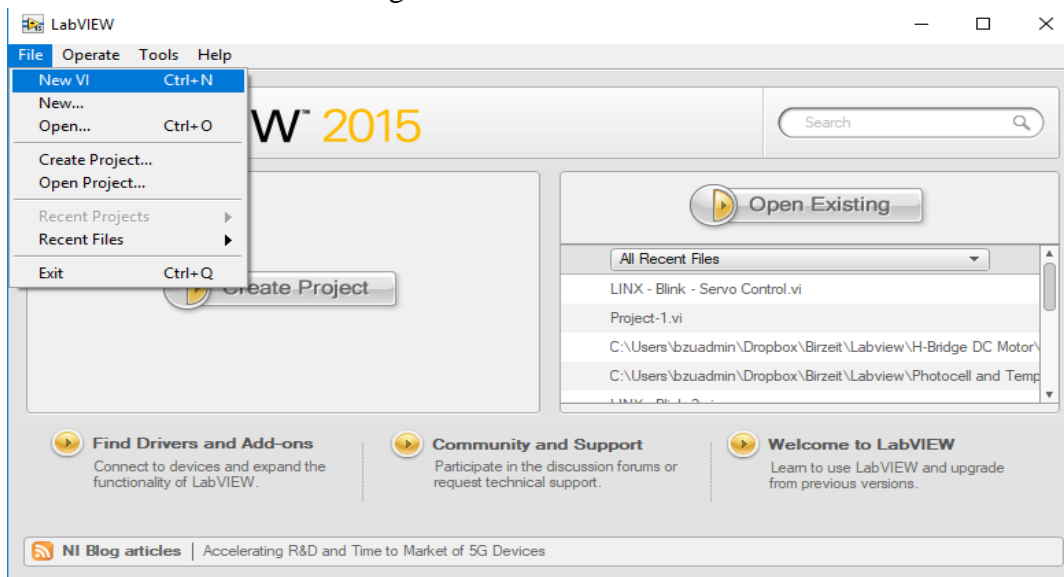 LabVIEW
File Operate Tools Help
New VI Ctrl+N
New...
Open... Ctrl+O
Create Project...
Open Project...
Recent Projects
Recent Files
Exit Ctrl+Q
W™ 2015
Search
Create Project
Open Existing
All Recent Files
LINX - Blink - Servo Control.vi
Project-1.vi
C:\Users\bzuadmin\Dropbox\Birzeit\Labview\H-Bridge DC Motor\
C:\Users\bzuadmin\Dropbox\Birzeit\Labview\Photocell and Temp
Find Drivers and Add-ons
Connect to devices and expand the
functionality of LabVIEW.
Community and Support
Participate in the discussion forums or
request technical support.
Welcome to LabVIEW
Learn to use LabVIEW and upgrade
from previous versions.
NI Blog articles | Accelerating R&D and Time to Market of 5G Devices